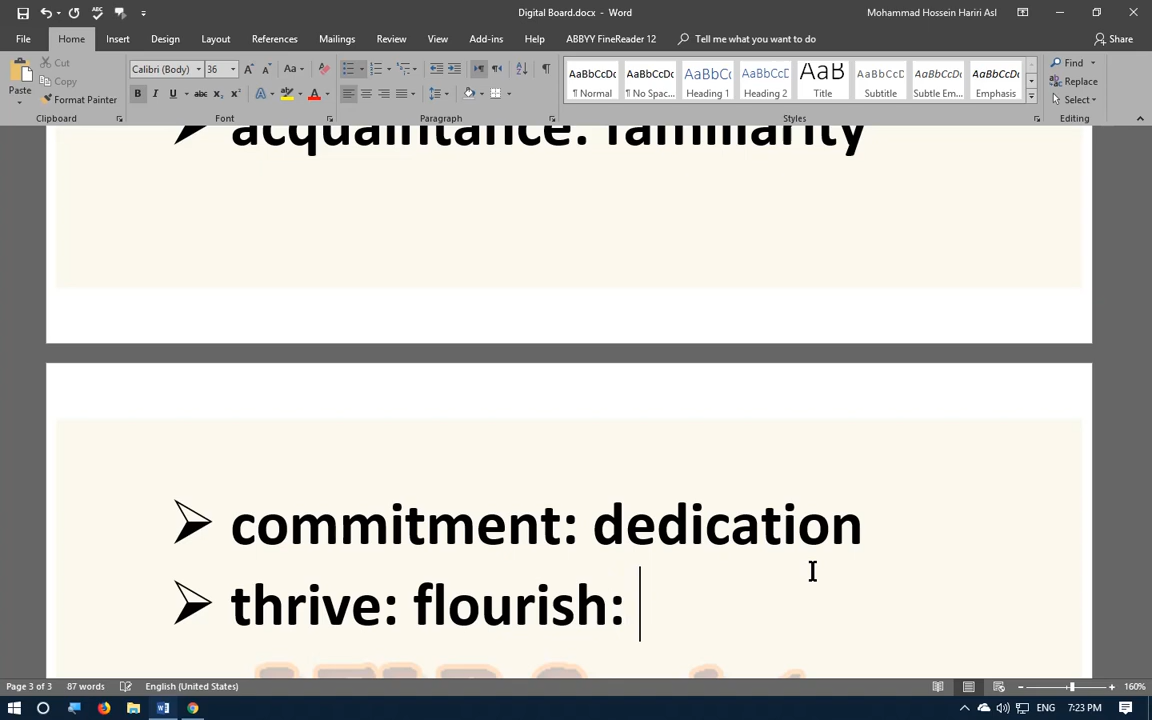 Digital Board.docx - Word
Mohammad Hossein Hariri Asl
File Home Insert Design Layout References Mailings Review View Add-ins Help ABBYY FineReader 12 Tell me what you want to do Share
Paste
Cut
Copy
Format Painter
Clipboard
Calibri (Body) 36
Font
Paragraph
AaBbCcDc AaBbCcDc AaBbCc AaBbCcD AaB AaBbCcD AaBbCcDc AaBbCcDc
¶ Normal ¶ No Spac... Heading 1 Heading 2 Title Subtitle Subtle Em... Emphasis
Styles
Find
Replace
Select
Editing
acquaintance: familiarity
➢ commitment: dedication
➢ thrive: flourish:
Page 3 of 3 87 words English (United States) 160%
ENG 7:23 PM